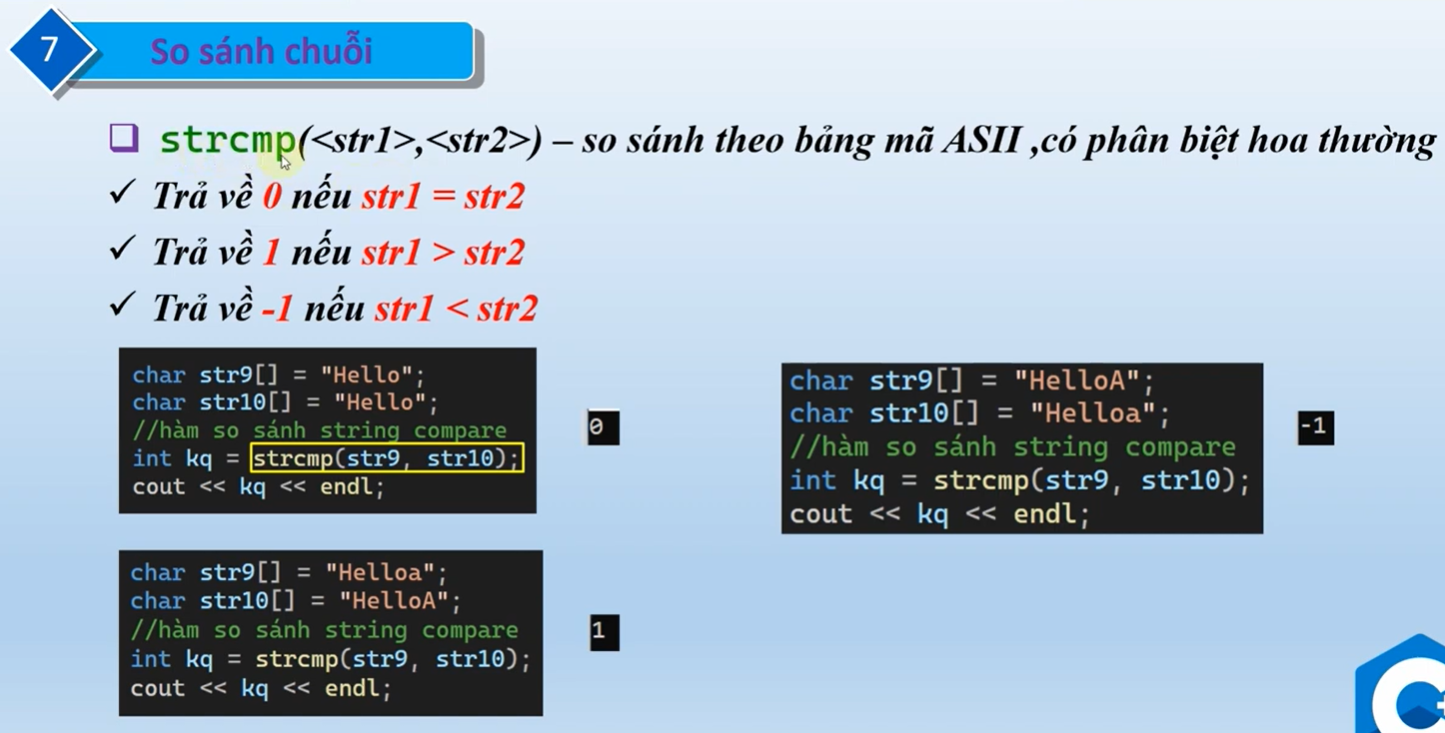 7
So sánh chuỗi
strcmp(<str1>,<str2>) – so sánh theo bảng mã ASII ,có phân biệt hoa thường
Trả về 0 nếu str1 = str2
Trả về 1 nếu str1 > str2
Trả về -1 nếu str1 < str2
char str9[] = "Hello";
char str10[] = "Hello";
//hàm so sánh string compare
int kq = strcmp(str9, str10);
cout << kq << endl;
0
char str9[] = "HelloA";
char str10[] = "Helloa";
//hàm so sánh string compare
int kq = strcmp(str9, str10);
cout << kq << endl;
-1
char str9[] = "Helloa";
char str10[] = "HelloA";
//hàm so sánh string compare
int kq = strcmp(str9, str10);
cout << kq << endl;
1